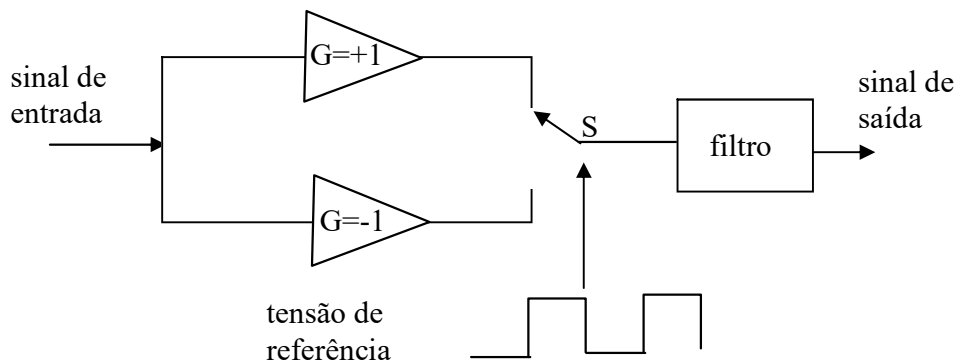 G=+1
sinal de
entrada
S
sinal de
saída
filtro
G=-1
tensão de
referência